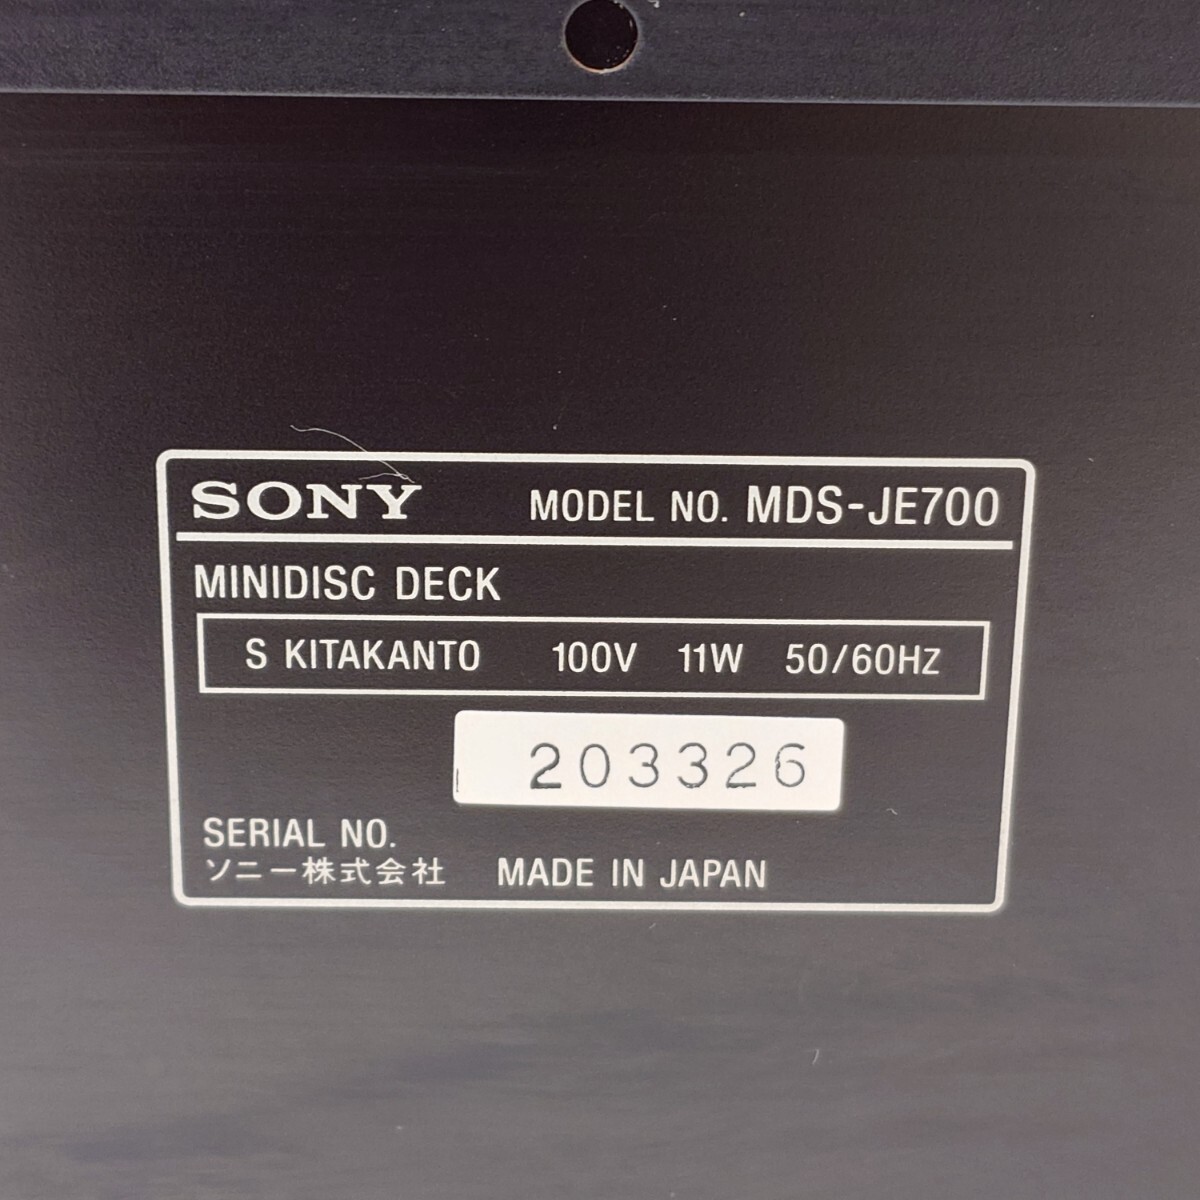 SONY MODEL NO. MDS-JE700
MINIDISC DECK
S KITAKANTO 100V 11W 50/60Hz
203326
SERIAL NO.
ソニー株式会社 MADE IN JAPAN